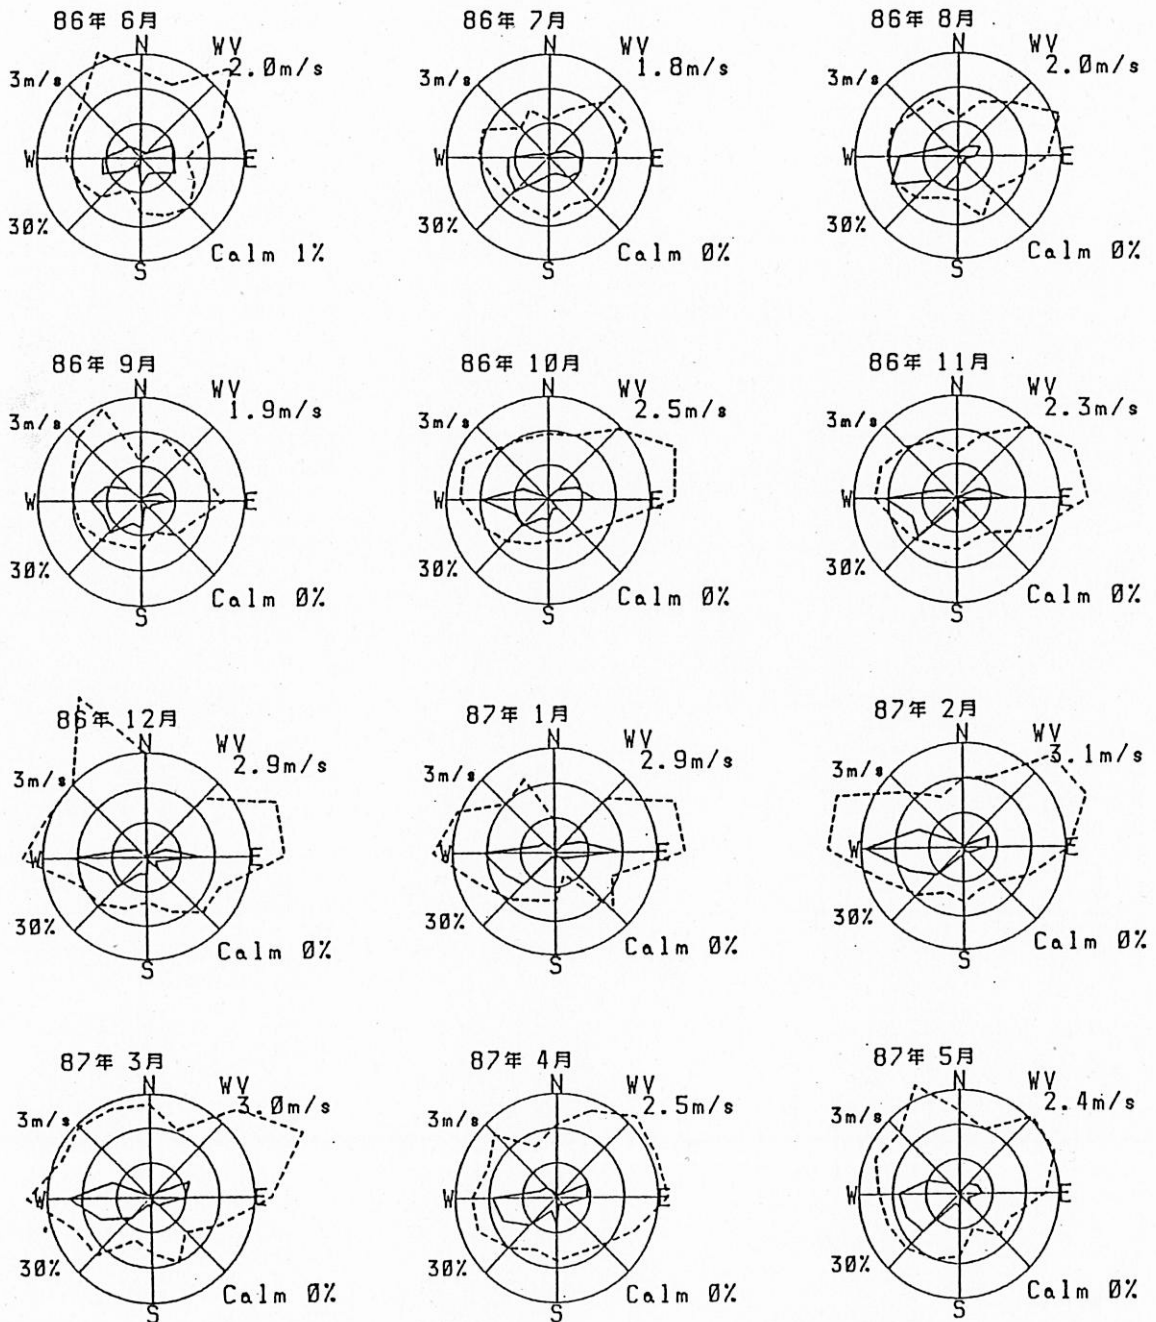 86年 6月
N
WV
2.0m/s
3m/s
W
E
30%
Calm 1%
S
86年 7月
N
WV
1.8m/s
3m/s
W
E
30%
Calm 0%
S
86年 8月
N
WV
2.0m/s
3m/s
W
E
30%
Calm 0%
S
86年 9月
N
WV
1.9m/s
3m/s
W
E
30%
Calm 0%
S
86年 10月
N
WV
2.5m/s
3m/s
W
E
30%
Calm 0%
S
86年 11月
N
WV
2.3m/s
3m/s
W
E
30%
Calm 0%
S
86年 12月
N
WV
2.9m/s
3m/s
W
E
30%
Calm 0%
S
87年 1月
N
WV
2.9m/s
3m/s
W
E
30%
Calm 0%
S
87年 2月
N
WV
3.1m/s
3m/s
W
E
30%
Calm 0%
S
87年 3月
N
WV
3.0m/s
3m/s
W
E
30%
Calm 0%
S
87年 4月
N
WV
2.5m/s
3m/s
W
E
30%
Calm 0%
S
87年 5月
N
WV
2.4m/s
3m/s
W
E
30%
Calm 0%
S